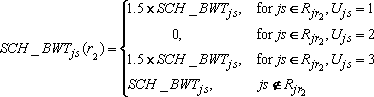 SCH_BWT_js(r_2) = { 1.5 x SCH_BWT_js, for js ∈ R_jr_2, U_js = 1
0, for js ∈ R_jr_2, U_js = 2
1.5 x SCH_BWT_js, for js ∈ R_jr_2, U_js = 3
SCH_BWT_js, js ∉ R_jr_2